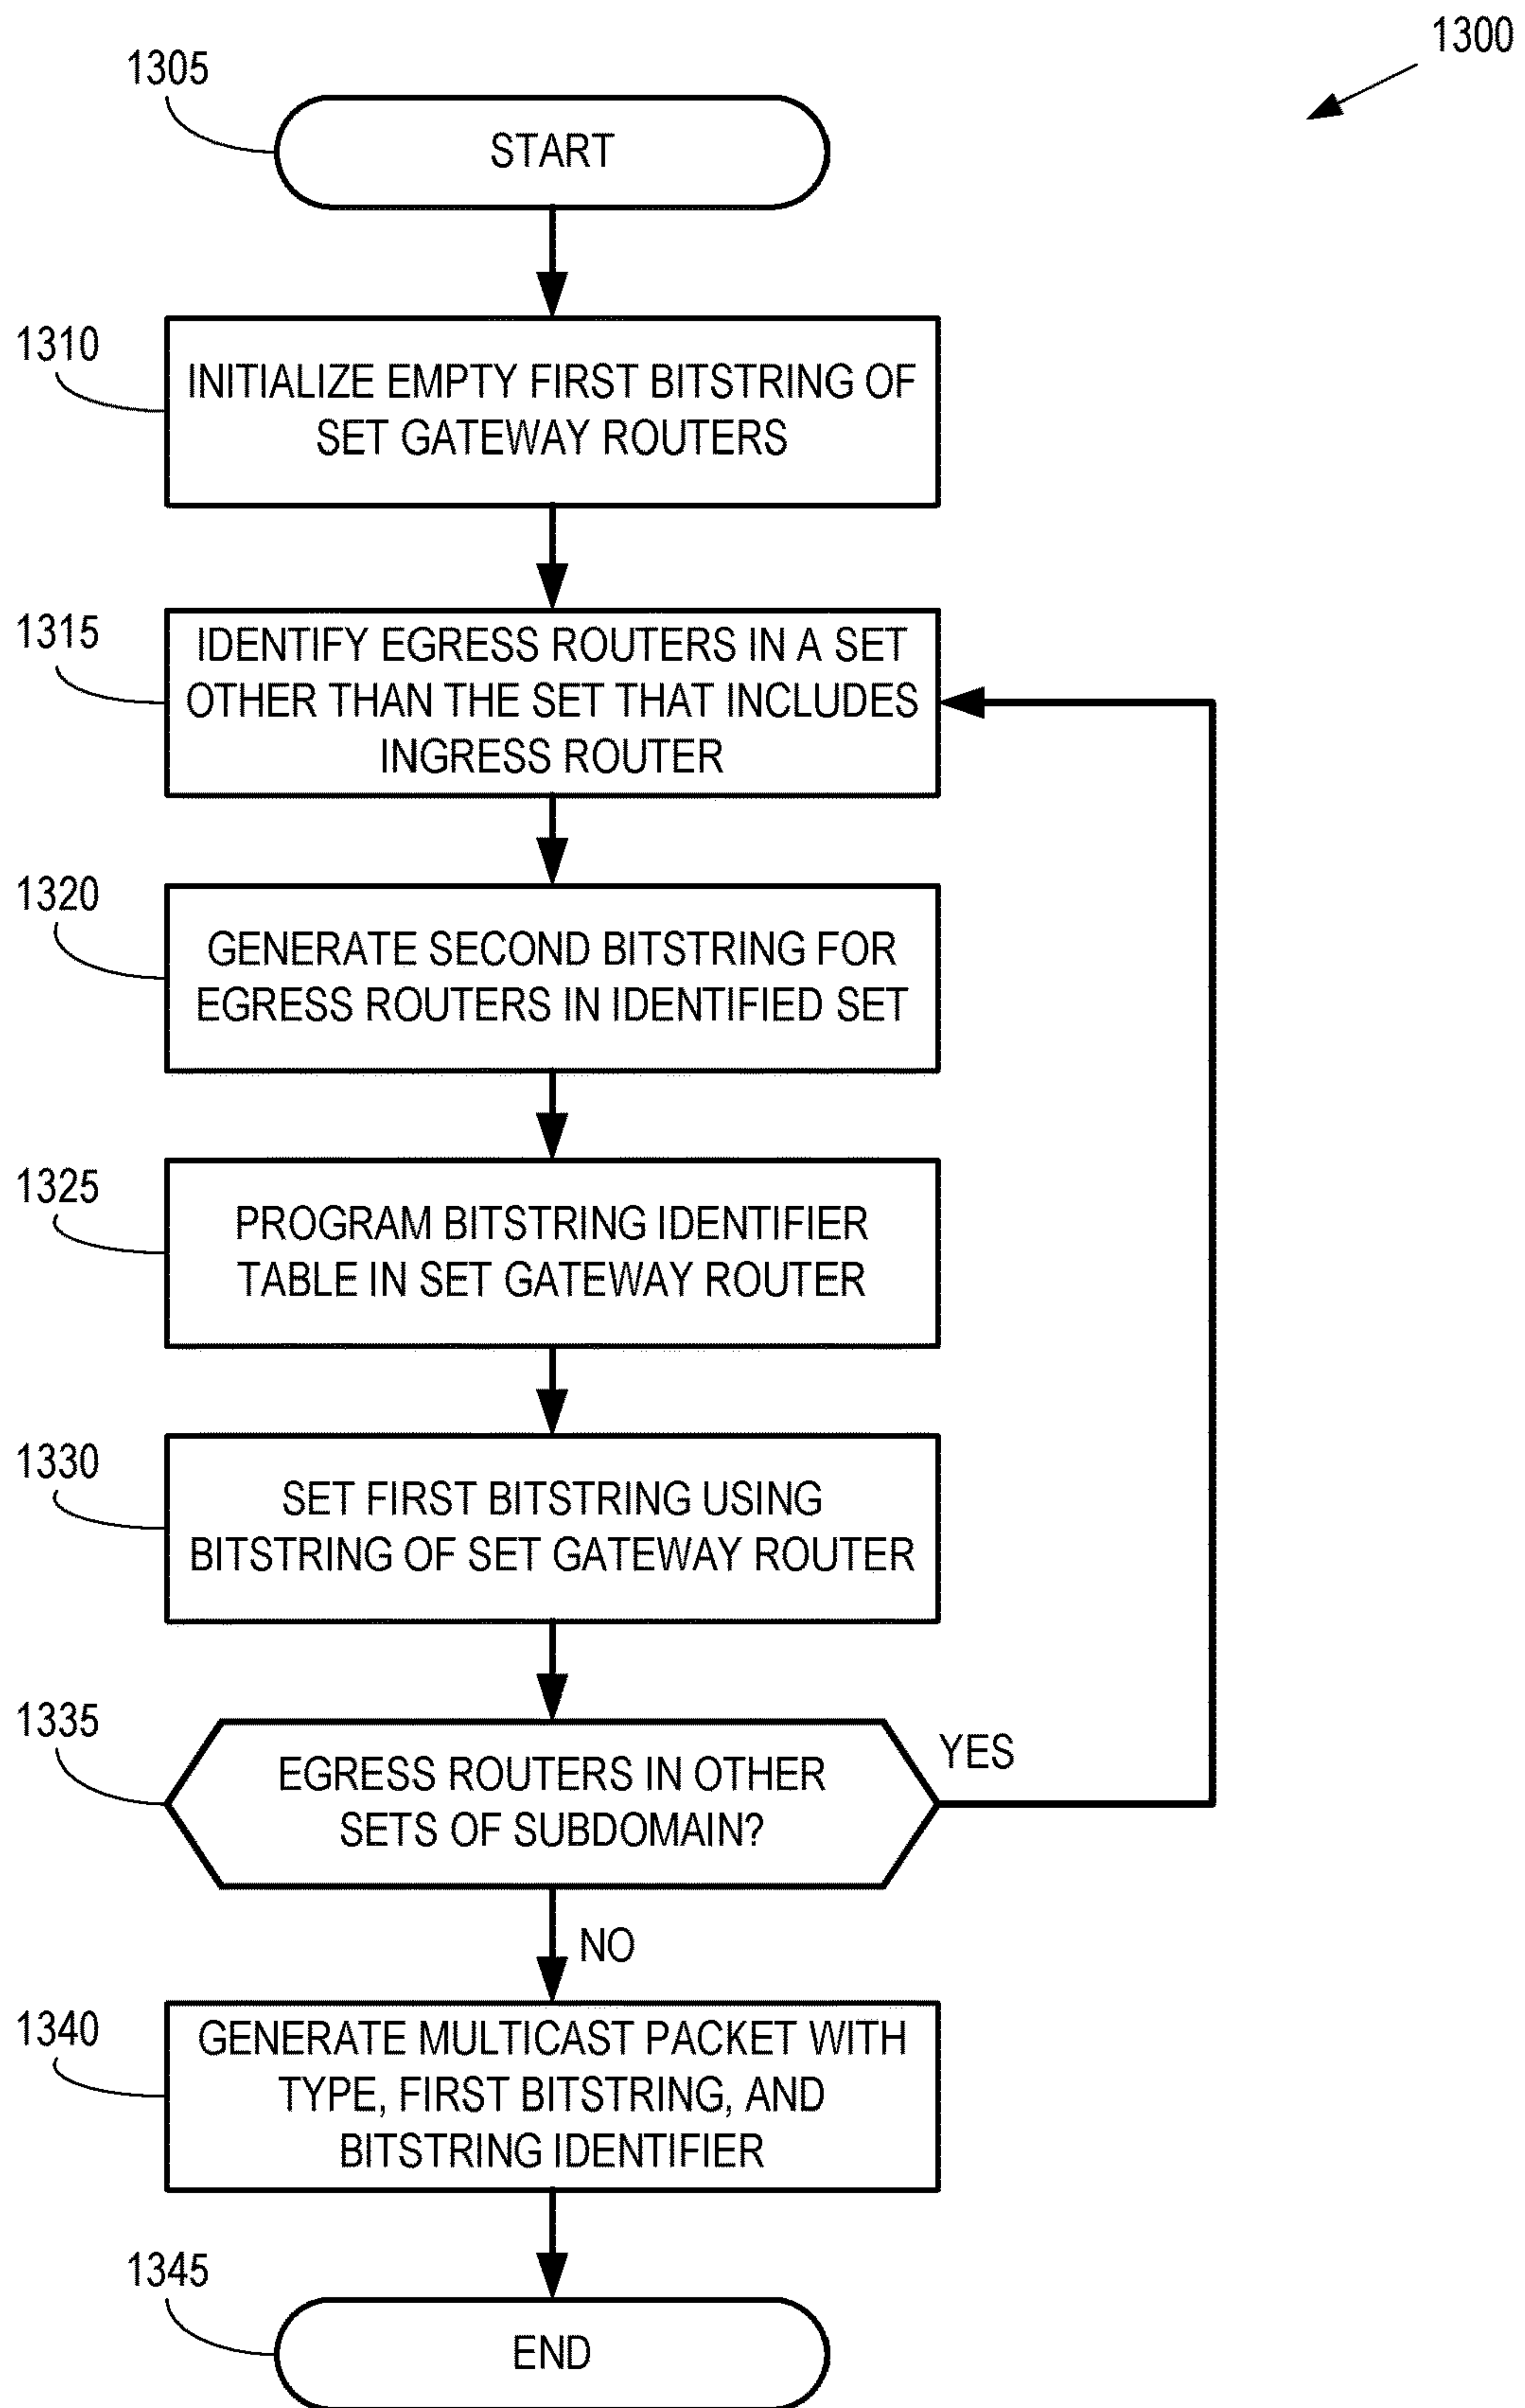 1300
1305
START
1310
INITIALIZE EMPTY FIRST BITSTRING OF
SET GATEWAY ROUTERS
1315
IDENTIFY EGRESS ROUTERS IN A SET
OTHER THAN THE SET THAT INCLUDES
INGRESS ROUTER
1320
GENERATE SECOND BITSTRING FOR
EGRESS ROUTERS IN IDENTIFIED SET
1325
PROGRAM BITSTRING IDENTIFIER
TABLE IN SET GATEWAY ROUTER
1330
SET FIRST BITSTRING USING
BITSTRING OF SET GATEWAY ROUTER
1335
EGRESS ROUTERS IN OTHER
SETS OF SUBDOMAIN?
YES
NO
1340
GENERATE MULTICAST PACKET WITH
TYPE, FIRST BITSTRING, AND
BITSTRING IDENTIFIER
1345
END